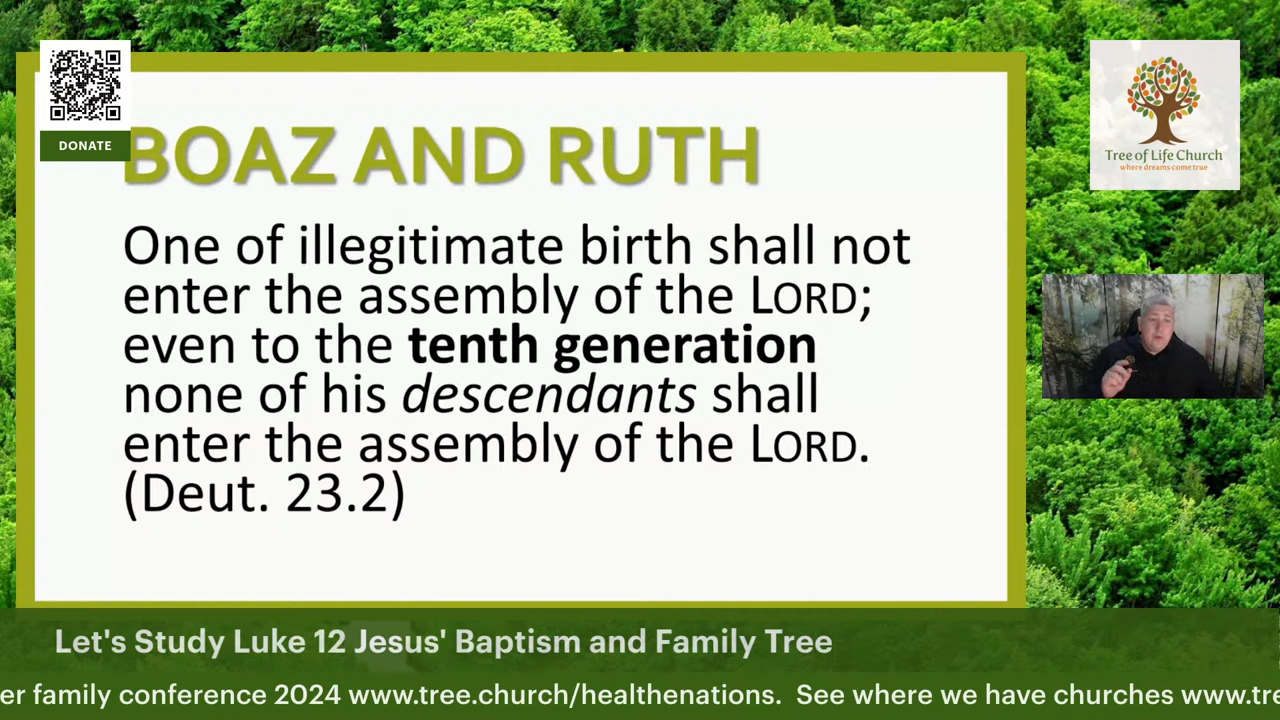 DONATE
BOAZ AND RUTH
One of illegitimate birth shall not
enter the assembly of the LORD;
even to the tenth generation
none of his descendants shall
enter the assembly of the LORD.
(Deut. 23.2)
Tree of Life Church
where dreams come true
Let's Study Luke 12 Jesus' Baptism and Family Tree
er family conference 2024 www.tree.church/healthenations. See where we have churches www.tre